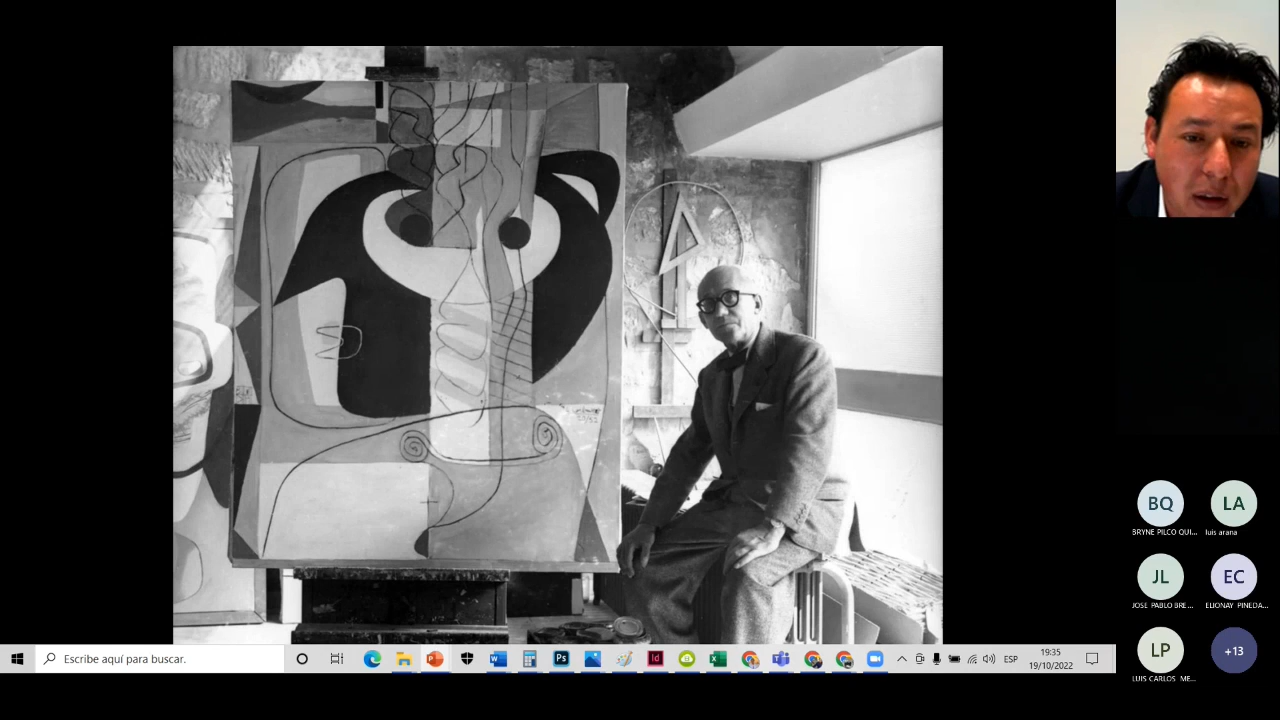 BQ
LA
BRYNE PILCO QUI...
luis arana
JL
EC
JOSE PABLO BRE...
ELIONAY PINEDA...
LP
+13
LUIS CARLOS ME...
Escribe aquí para buscar.
ESP
19:35
19/10/2022